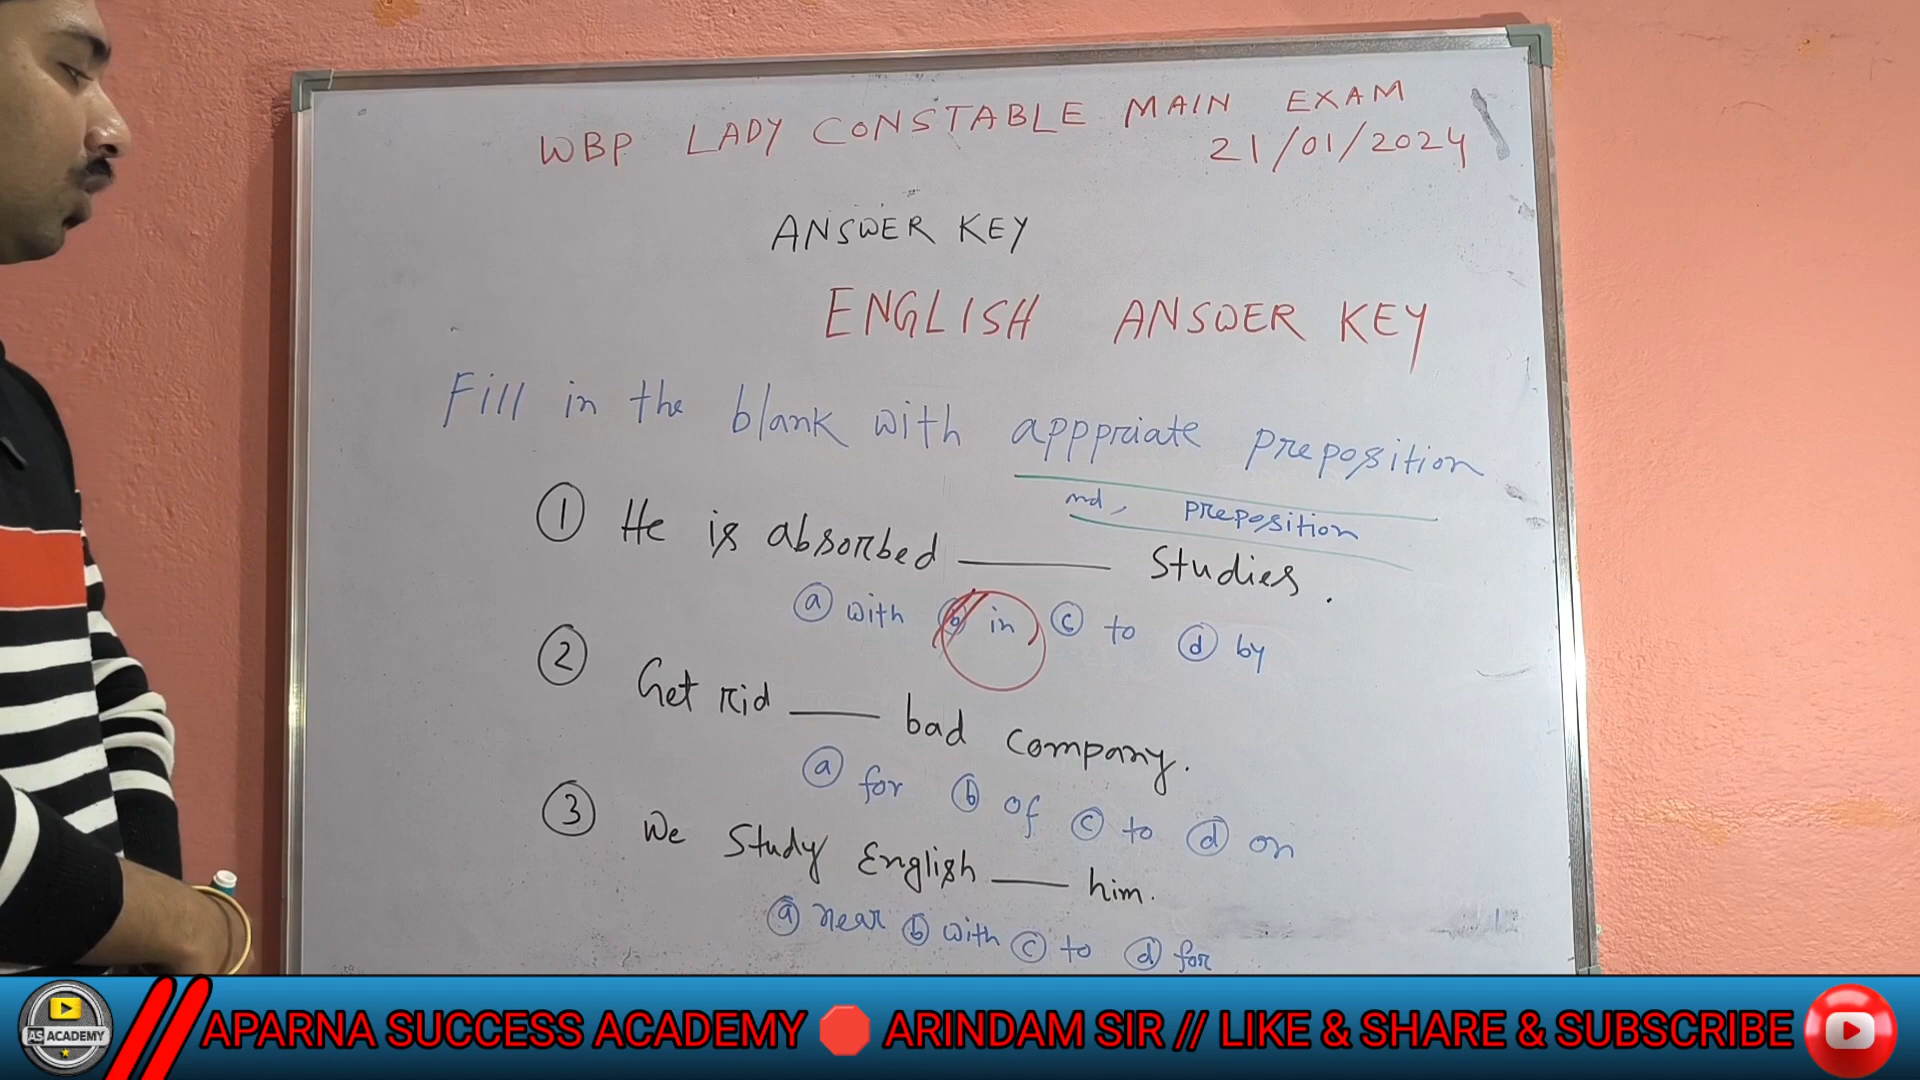 WBP LADY CONSTABLE MAIN EXAM
21/01/2024
ANSWER KEY
ENGLISH ANSWER KEY
Fill in the blank with apppriate preposition
nd, preposition
① He is absorbed ______ Studies.
ⓐ with ⓑ in ⓒ to ⓓ by
② Get rid ____ bad company.
ⓐ for ⓑ of ⓒ to ⓓ on
③ We Study English ____ him.
ⓐ near ⓑ with ⓒ to ⓓ for
AS ACADEMY
APARNA SUCCESS ACADEMY 🛑 ARINDAM SIR // LIKE & SHARE & SUBSCRIBE